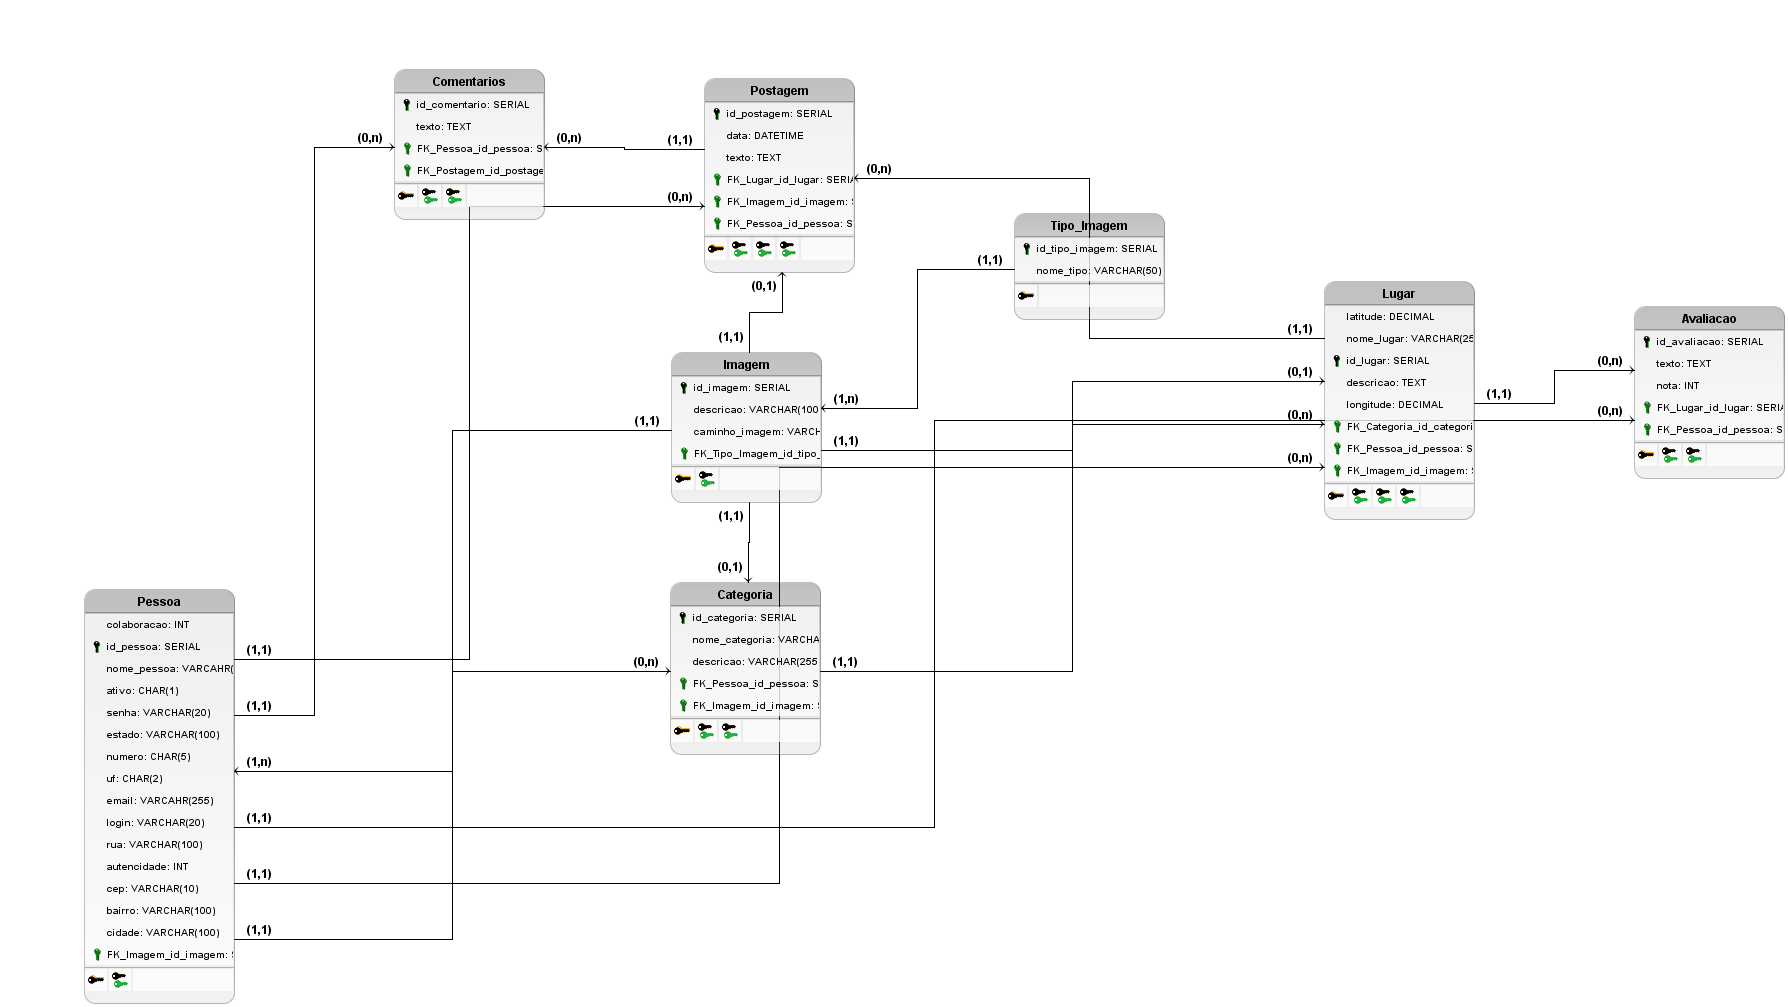 Comentarios
id_comentario: SERIAL
texto: TEXT
FK_Pessoa_id_pessoa: S
FK_Postagem_id_postage
(0,n)
(0,n)
Postagem
id_postagem: SERIAL
data: DATETIME
texto: TEXT
FK_Lugar_id_lugar: SERIA
FK_Imagem_id_imagem:
FK_Pessoa_id_pessoa: S
(1,1)
(0,n)
(0,n)
(0,1)
Tipo_Imagem
id_tipo_imagem: SERIAL
nome_tipo: VARCHAR(50)
(1,1)
Imagem
id_imagem: SERIAL
descricao: VARCHAR(100
caminho_imagem: VARCH
FK_Tipo_Imagem_id_tipo_
(1,1)
(1,1)
(1,n)
(1,1)
(1,1)
Lugar
latitude: DECIMAL
nome_lugar: VARCHAR(25
id_lugar: SERIAL
descricao: TEXT
longitude: DECIMAL
FK_Categoria_id_categori
FK_Pessoa_id_pessoa: S
FK_Imagem_id_imagem:
(1,1)
(0,1)
(0,n)
(0,n)
(1,1)
Avaliacao
id_avaliacao: SERIAL
texto: TEXT
nota: INT
FK_Lugar_id_lugar: SERIA
FK_Pessoa_id_pessoa: S
(0,n)
(0,n)
Categoria
id_categoria: SERIAL
nome_categoria: VARCHA
descricao: VARCHAR(255
FK_Pessoa_id_pessoa: S
FK_Imagem_id_imagem:
(0,1)
(0,n)
(1,1)
Pessoa
colaboracao: INT
id_pessoa: SERIAL
nome_pessoa: VARCAHR(
ativo: CHAR(1)
senha: VARCHAR(20)
estado: VARCHAR(100)
numero: CHAR(5)
uf: CHAR(2)
email: VARCAHR(255)
login: VARCHAR(20)
rua: VARCHAR(100)
autencidade: INT
cep: VARCHAR(10)
bairro: VARCHAR(100)
cidade: VARCHAR(100)
FK_Imagem_id_imagem:
(1,1)
(1,1)
(1,n)
(1,1)
(1,1)
(1,1)